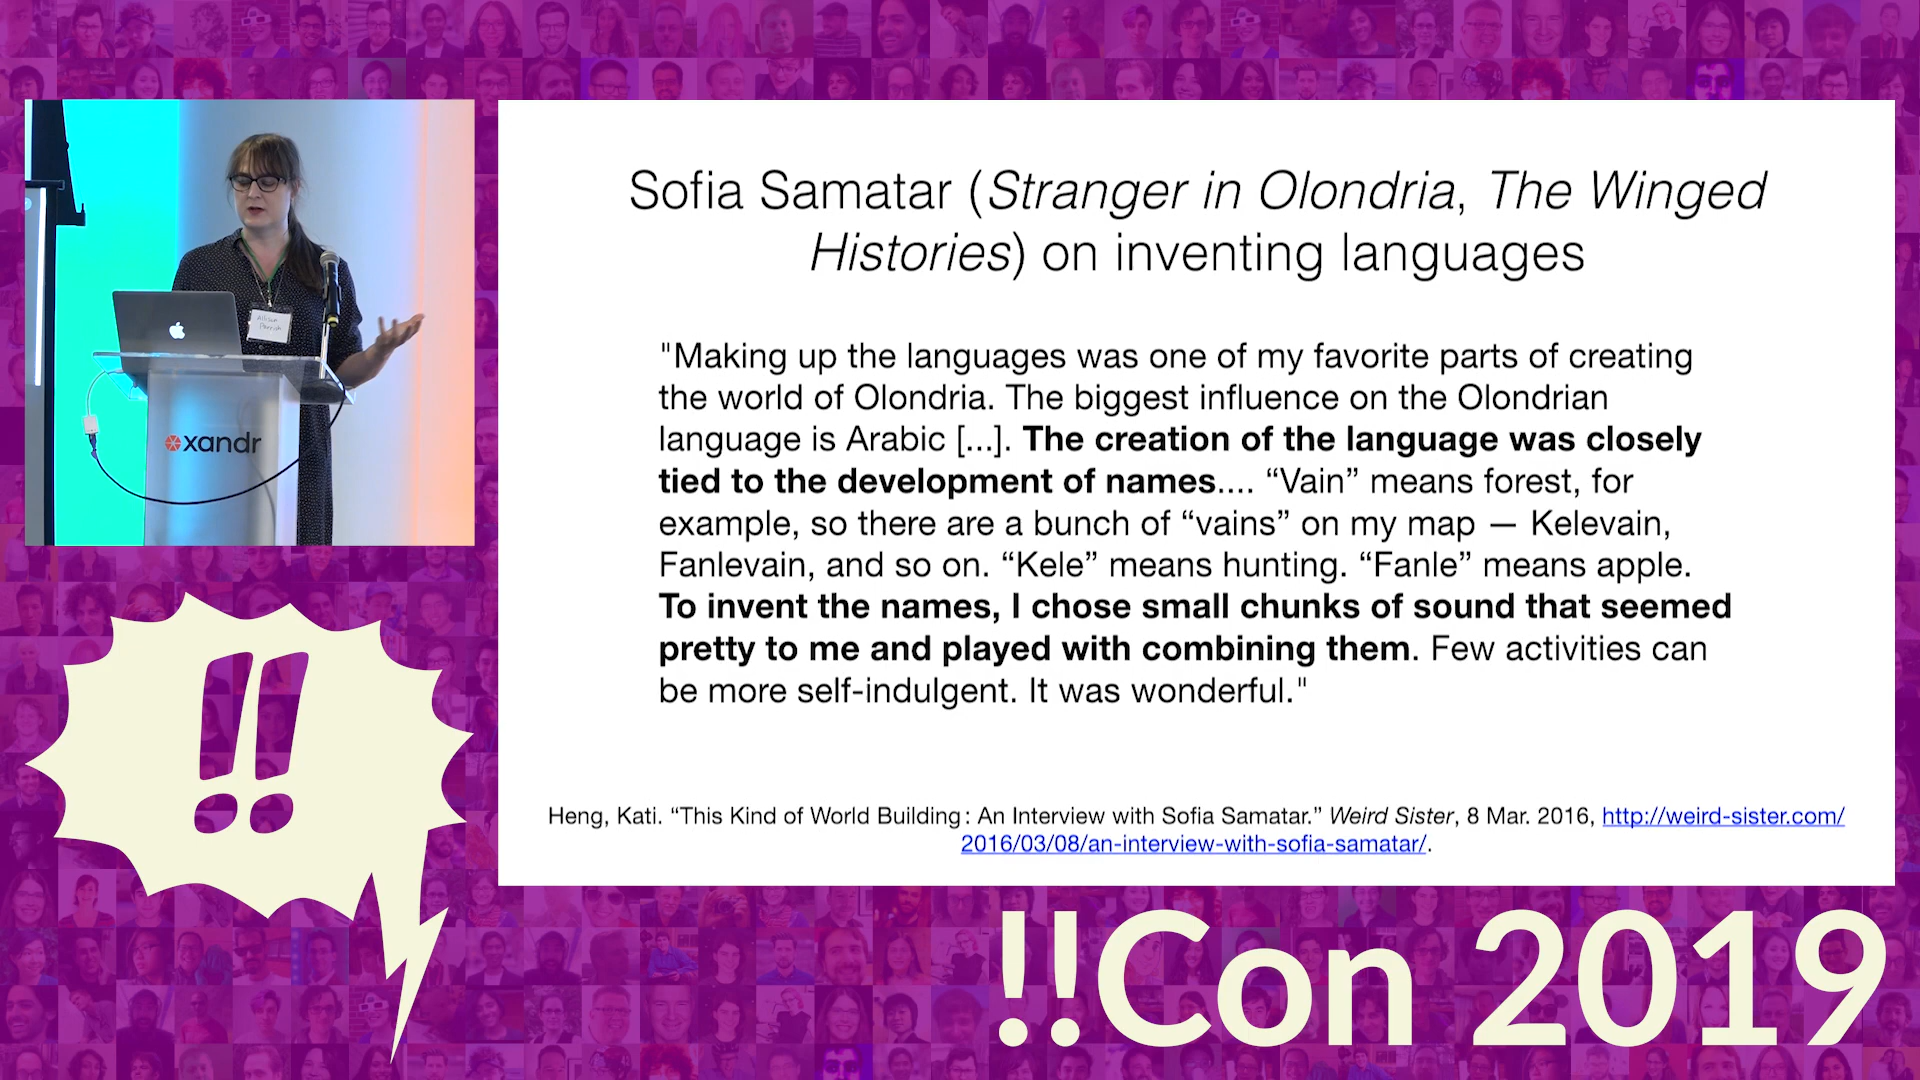 Sofia Samatar (Stranger in Olondria, The Winged
Histories) on inventing languages
"Making up the languages was one of my favorite parts of creating
the world of Olondria. The biggest influence on the Olondrian
language is Arabic [...]. The creation of the language was closely
tied to the development of names.... “Vain” means forest, for
example, so there are a bunch of “vains” on my map — Kelevain,
Fanlevain, and so on. “Kele” means hunting. “Fanle” means apple.
To invent the names, I chose small chunks of sound that seemed
pretty to me and played with combining them. Few activities can
be more self-indulgent. It was wonderful."
Heng, Kati. “This Kind of World Building: An Interview with Sofia Samatar.” Weird Sister, 8 Mar. 2016, http://weird-sister.com/
2016/03/08/an-interview-with-sofia-samatar/.
Allison
Parrish
xandr
!!
!!Con 2019